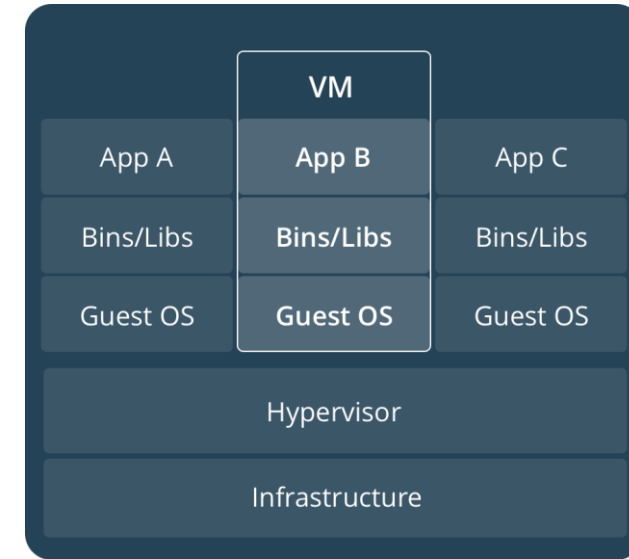 VM
App A App B App C
Bins/Libs Bins/Libs Bins/Libs
Guest OS Guest OS Guest OS
Hypervisor
Infrastructure